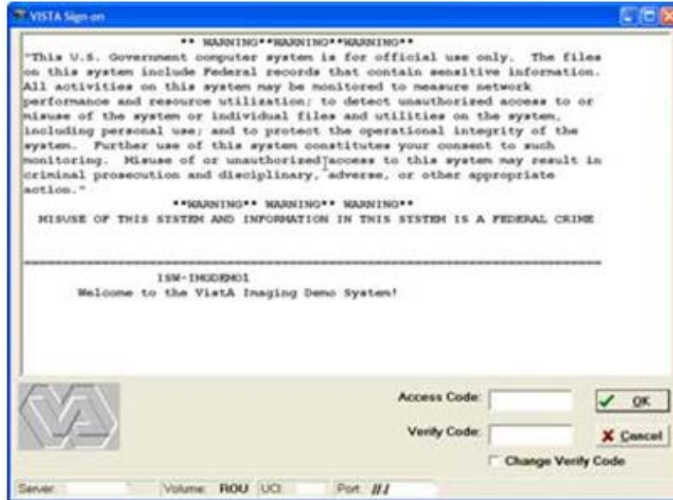 VISTA Sign-on
** WARNING**WARNING**WARNING**
"This U.S. Government computer system is for official use only. The files
on this system include Federal records that contain sensitive information.
All activities on this system may be monitored to measure network
performance and resource utilization; to detect unauthorized access to or
misuse of the system or individual files and utilities on the system,
including personal use; and to protect the operational integrity of the
system. Further use of this system constitutes your consent to such
monitoring. Misuse of or unauthorized access to this system may result in
criminal prosecution and disciplinary, adverse, or other appropriate
action."
**WARNING** WARNING** WARNING**
MISUSE OF THIS SYSTEM AND INFORMATION IN THIS SYSTEM IS A FEDERAL CRIME
ISW-IMGDEMO1
Welcome to the VistA Imaging Demo System!
VA
Access Code:
OK
Verify Code:
Cancel
Change Verify Code
Server: Volume: ROU UCI: Port: